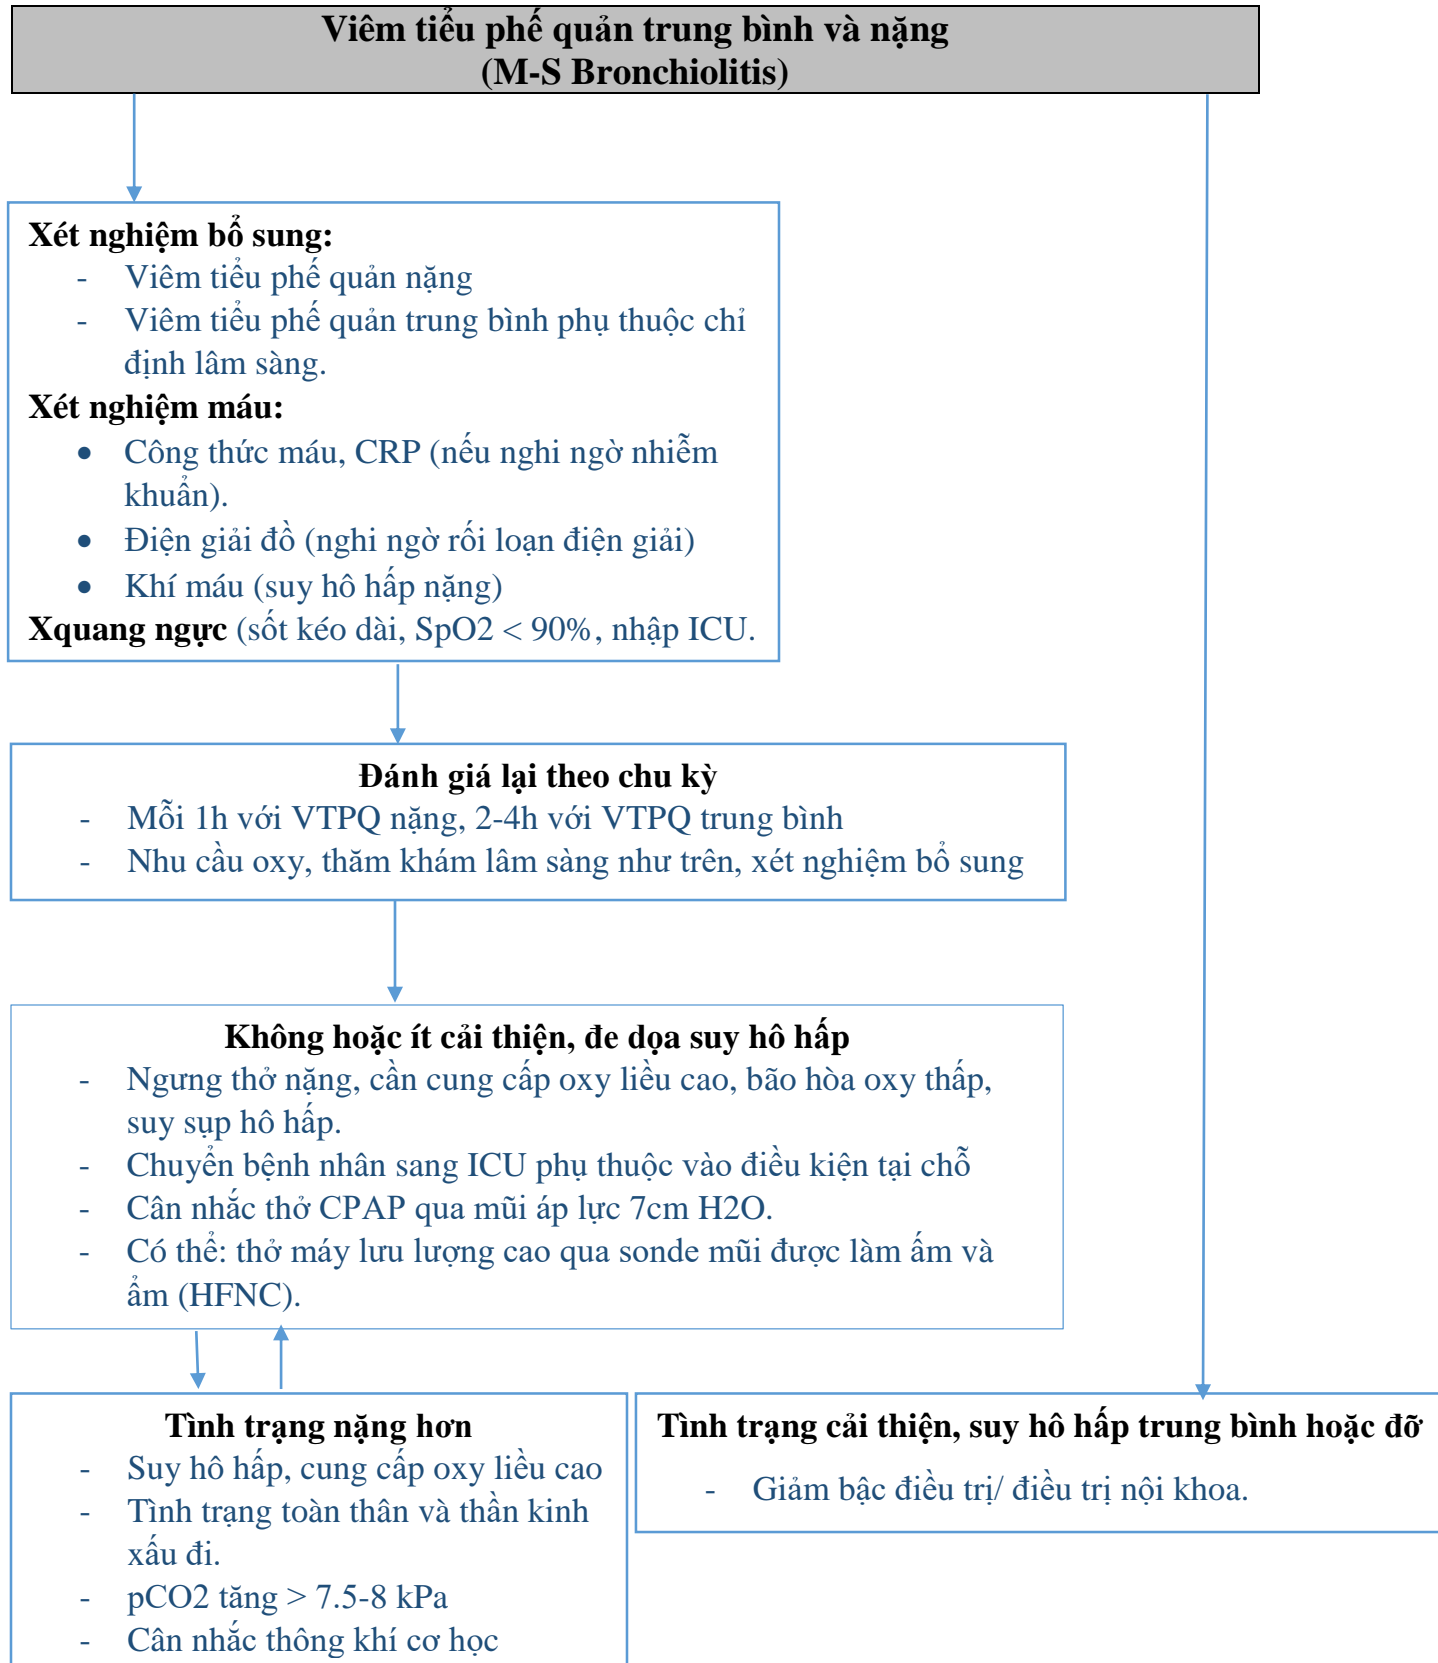 Viêm tiểu phế quản trung bình và nặng
(M-S Bronchiolitis)
Xét nghiệm bổ sung:
- Viêm tiểu phế quản nặng
- Viêm tiểu phế quản trung bình phụ thuộc chỉ
định lâm sàng.
Xét nghiệm máu:
• Công thức máu, CRP (nếu nghi ngờ nhiễm
khuẩn).
• Điện giải đồ (nghi ngờ rối loạn điện giải)
• Khí máu (suy hô hấp nặng)
Xquang ngực (sốt kéo dài, SpO2 < 90%, nhập ICU.
Đánh giá lại theo chu kỳ
- Mỗi 1h với VTPQ nặng, 2-4h với VTPQ trung bình
- Nhu cầu oxy, thăm khám lâm sàng như trên, xét nghiệm bổ sung
Không hoặc ít cải thiện, đe dọa suy hô hấp
- Ngưng thở nặng, cần cung cấp oxy liều cao, bão hòa oxy thấp,
suy sụp hô hấp.
- Chuyển bệnh nhân sang ICU phụ thuộc vào điều kiện tại chỗ
- Cân nhắc thở CPAP qua mũi áp lực 7cm H2O.
- Có thể: thở máy lưu lượng cao qua sonde mũi được làm ấm và
ẩm (HFNC).
Tình trạng nặng hơn
- Suy hô hấp, cung cấp oxy liều cao
- Tình trạng toàn thân và thần kinh
xấu đi.
- pCO2 tăng > 7.5-8 kPa
- Cân nhắc thông khí cơ học
Tình trạng cải thiện, suy hô hấp trung bình hoặc đỡ
- Giảm bậc điều trị/ điều trị nội khoa.